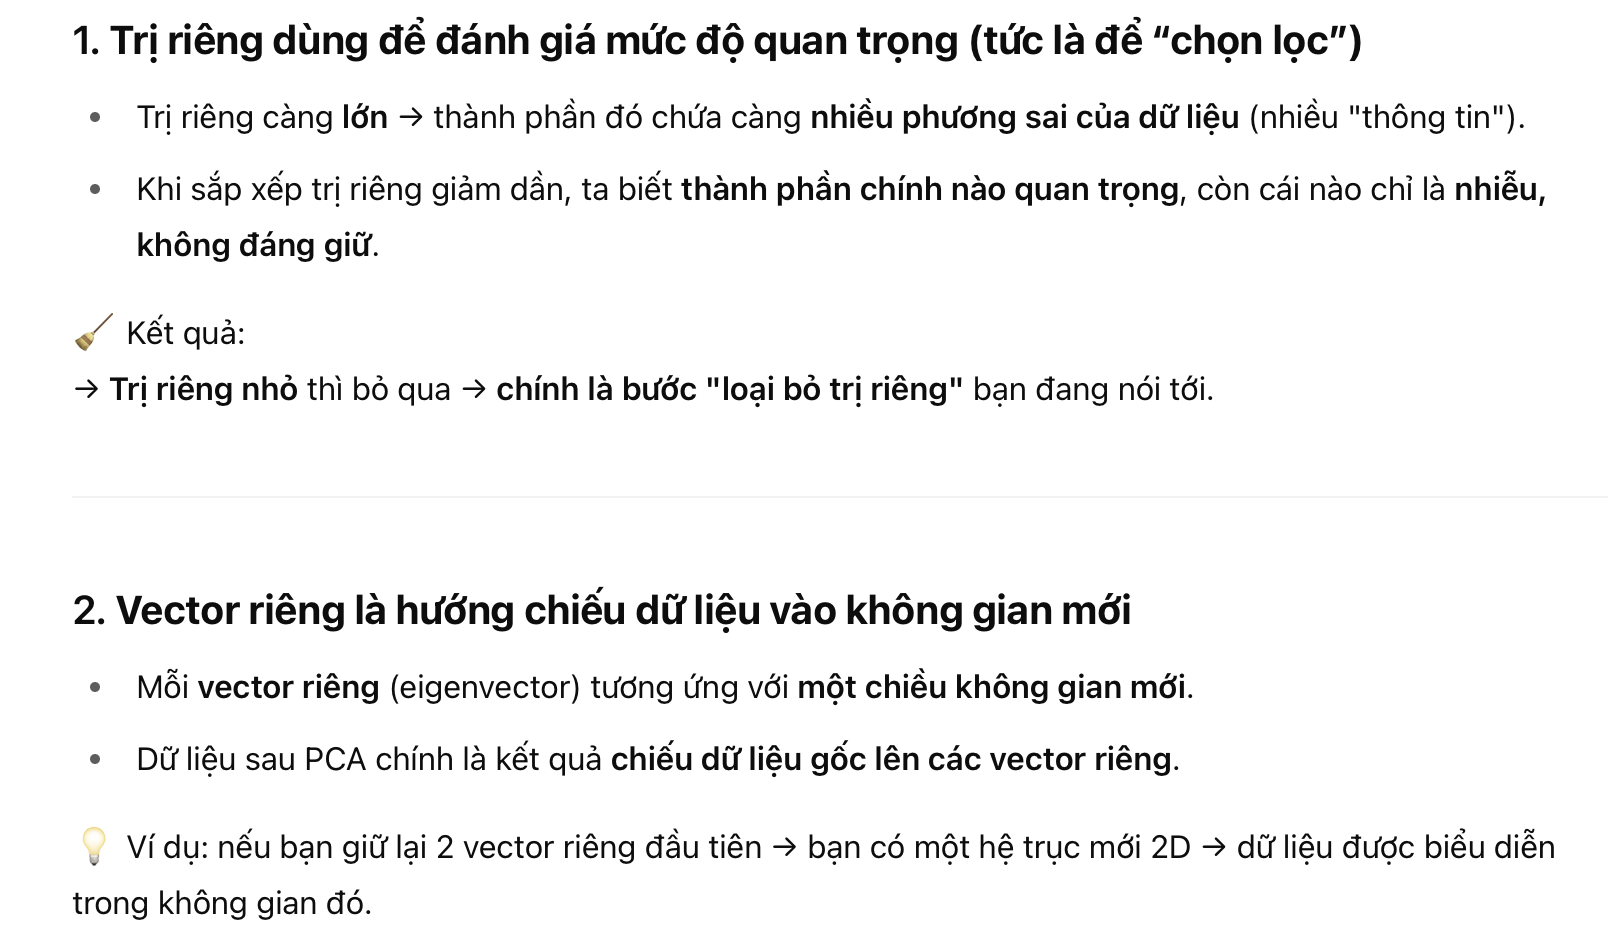 1. Trị riêng dùng để đánh giá mức độ quan trọng (tức là để “chọn lọc”)
• Trị riêng càng lớn → thành phần đó chứa càng nhiều phương sai của dữ liệu (nhiều "thông tin").
• Khi sắp xếp trị riêng giảm dần, ta biết thành phần chính nào quan trọng, còn cái nào chỉ là nhiễu,
không đáng giữ.
🧹 Kết quả:
→ Trị riêng nhỏ thì bỏ qua → chính là bước "loại bỏ trị riêng" bạn đang nói tới.
2. Vector riêng là hướng chiếu dữ liệu vào không gian mới
• Mỗi vector riêng (eigenvector) tương ứng với một chiều không gian mới.
• Dữ liệu sau PCA chính là kết quả chiếu dữ liệu gốc lên các vector riêng.
💡 Ví dụ: nếu bạn giữ lại 2 vector riêng đầu tiên → bạn có một hệ trục mới 2D → dữ liệu được biểu diễn
trong không gian đó.